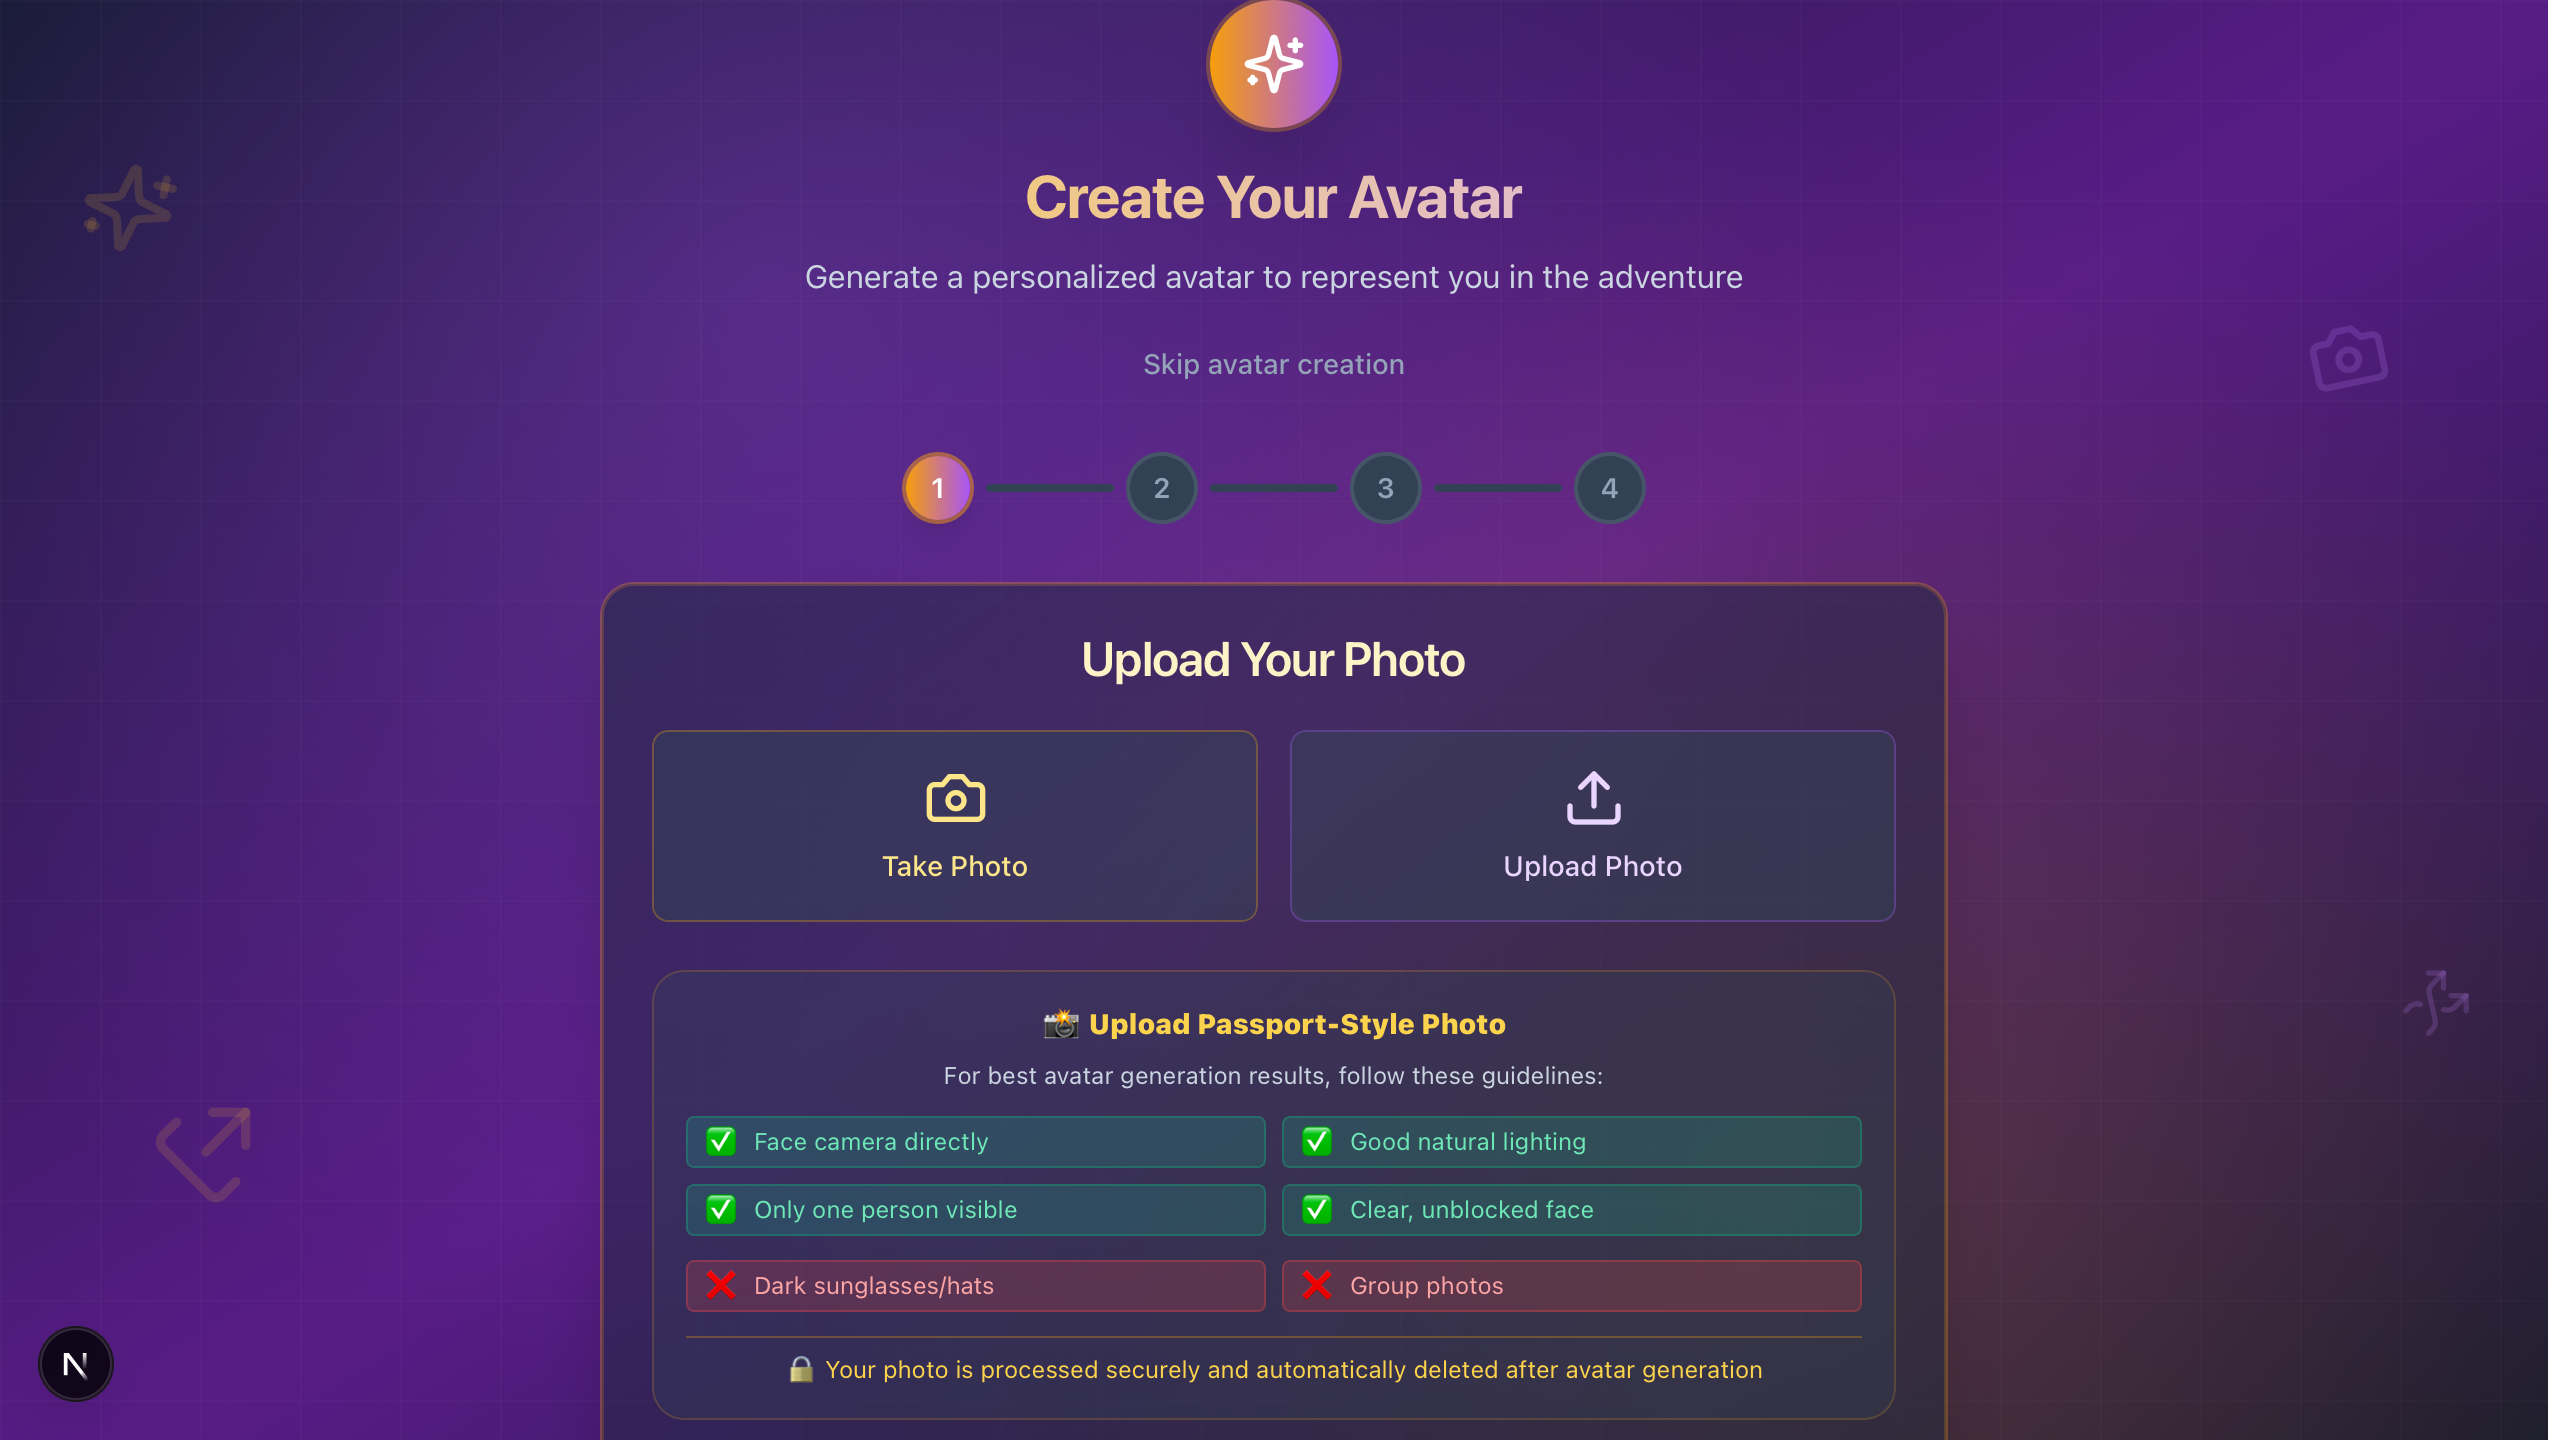 Create Your Avatar
Generate a personalized avatar to represent you in the adventure
Skip avatar creation
1 2 3 4
Upload Your Photo
Take Photo
Upload Photo
📸 Upload Passport-Style Photo
For best avatar generation results, follow these guidelines:
✅ Face camera directly
✅ Good natural lighting
✅ Only one person visible
✅ Clear, unblocked face
❌ Dark sunglasses/hats
❌ Group photos
🔒 Your photo is processed securely and automatically deleted after avatar generation
N